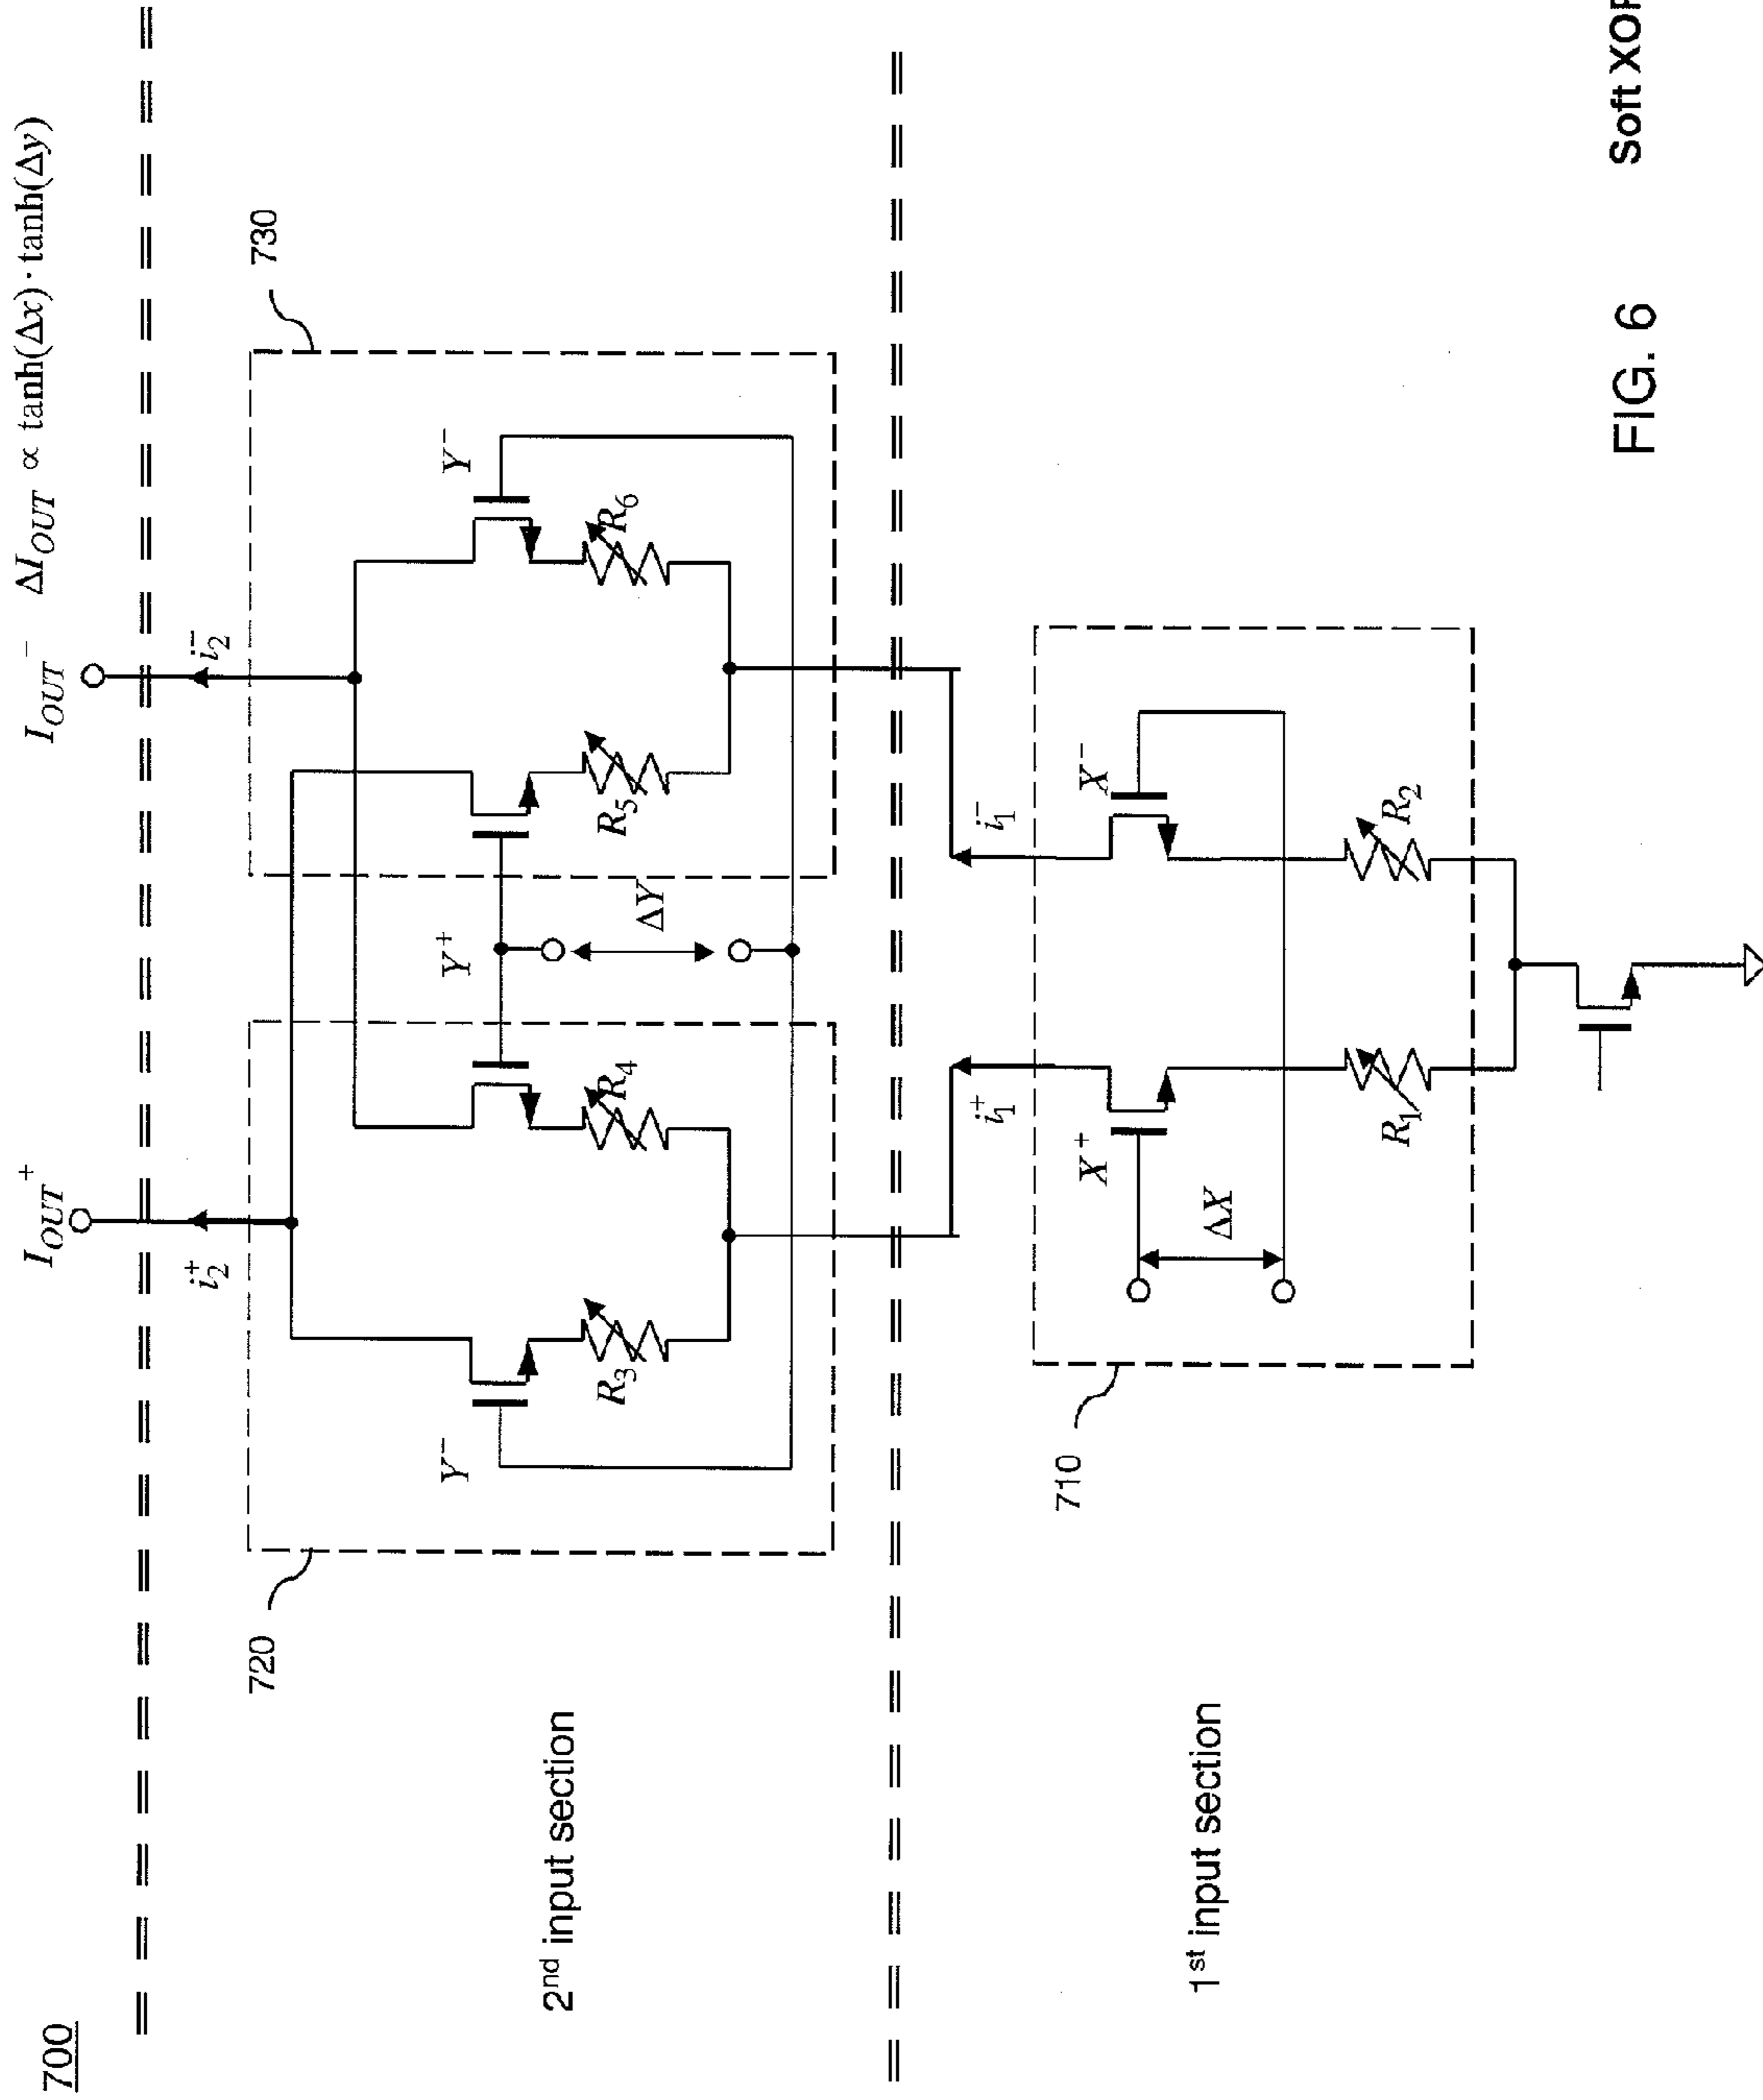 700
I_OUT^+
I_OUT^-
ΔI_OUT ∝ tanh(Δx)·tanh(Δy)
i_2^+
i_2^-
720
730
Y^-
Y^+
Y^-
R_3
R_4
R_5
R_6
ΔY
2nd input section
i_1^+
i_1^-
710
X^+
X^-
ΔX
R_1
R_2
1st input section
FIG. 6
Soft XOR